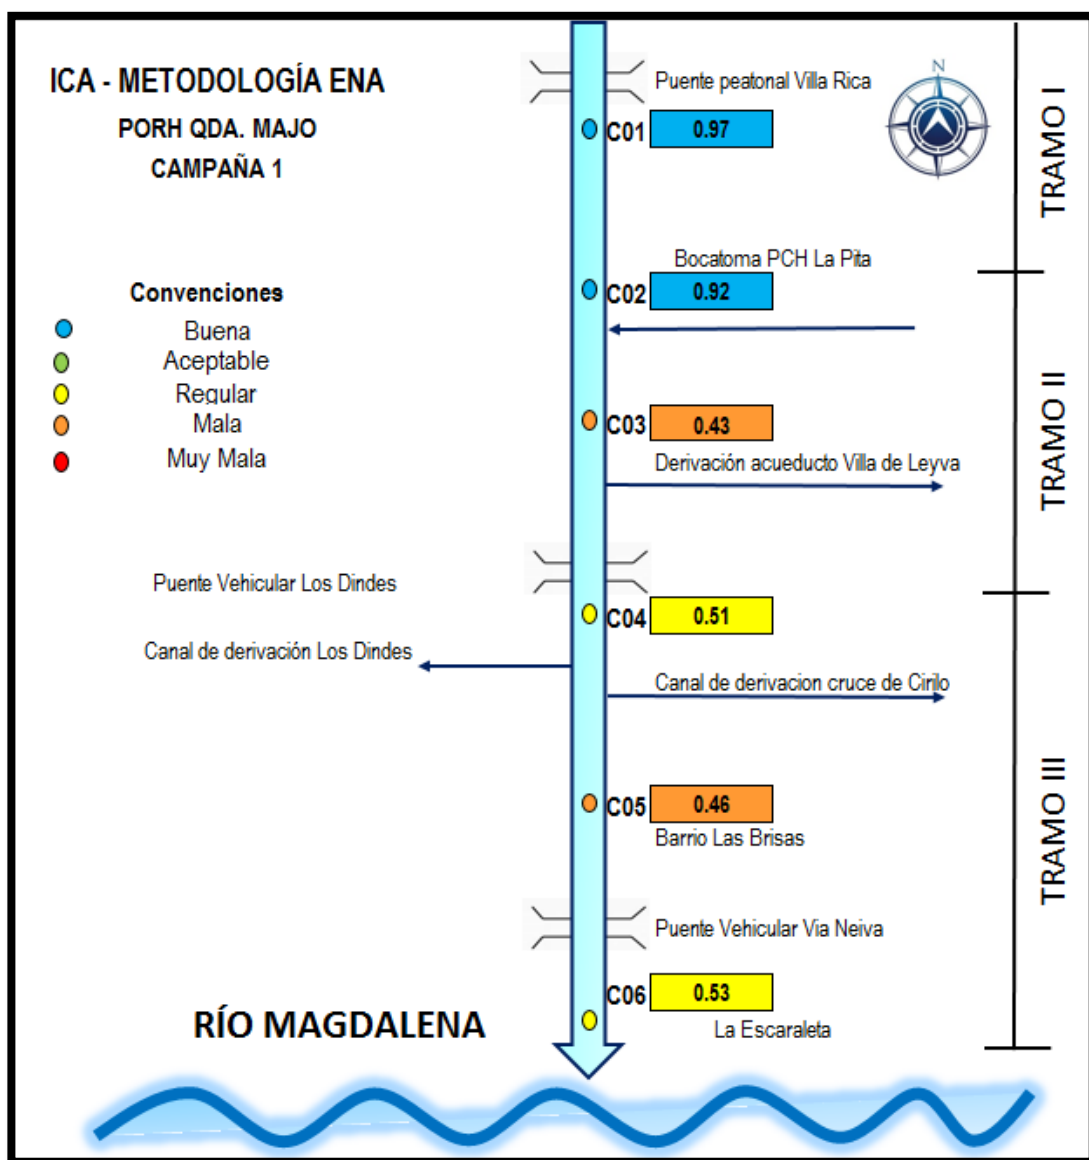 ICA - METODOLOGÍA ENA
PORH QDA. MAJO
CAMPAÑA 1
Puente peatonal Villa Rica
C01 0.97
N
TRAMO I
Bocatoma PCH La Pita
C02 0.92
Convenciones
Buena
Aceptable
Regular
Mala
Muy Mala
C03 0.43
Derivación acueducto Villa de Leyva
TRAMO II
Puente Vehicular Los Dindes
C04 0.51
Canal de derivación Los Dindes
Canal de derivacion cruce de Cirilo
C05 0.46
Barrio Las Brisas
TRAMO III
Puente Vehicular Via Neiva
C06 0.53
La Escaraleta
RÍO MAGDALENA